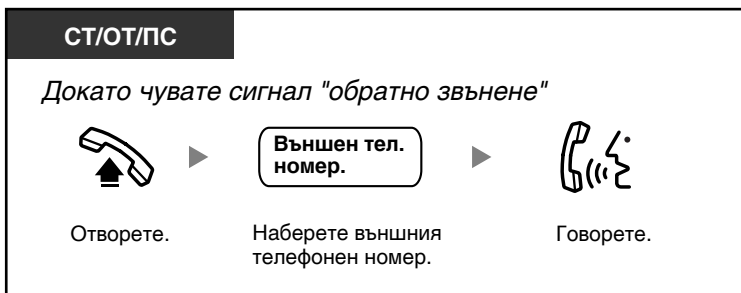 СТ/ОТ/ПС
Докато чувате сигнал "обратно звънене"
Външен тел.
номер.
Отворете.
Наберете външния
телефонен номер.
Говорете.